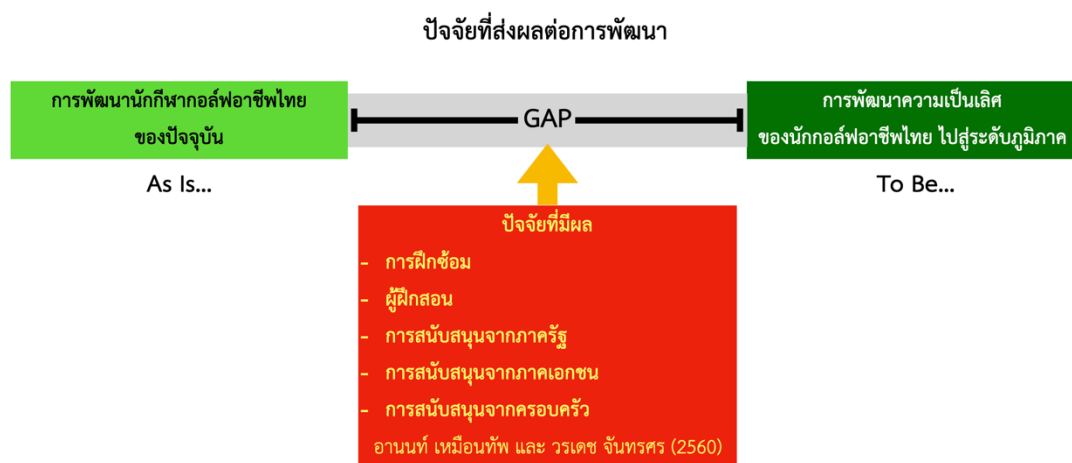 ปัจจัยที่ส่งผลต่อการพัฒนา
การพัฒนานักกีฬากอล์ฟอาชีพไทย
ของปัจจุบัน
GAP
การพัฒนาความเป็นเลิศ
ของนักกอล์ฟอาชีพไทย ไปสู่ระดับภูมิภาค
As Is...
To Be...
ปัจจัยที่มีผล
- การฝึกซ้อม
- ผู้ฝึกสอน
- การสนับสนุนจากภาครัฐ
- การสนับสนุนจากภาคเอกชน
- การสนับสนุนจากครอบครัว
อานนท์ เหมือนทัพ และ วรเดช จันทรศร (2560)